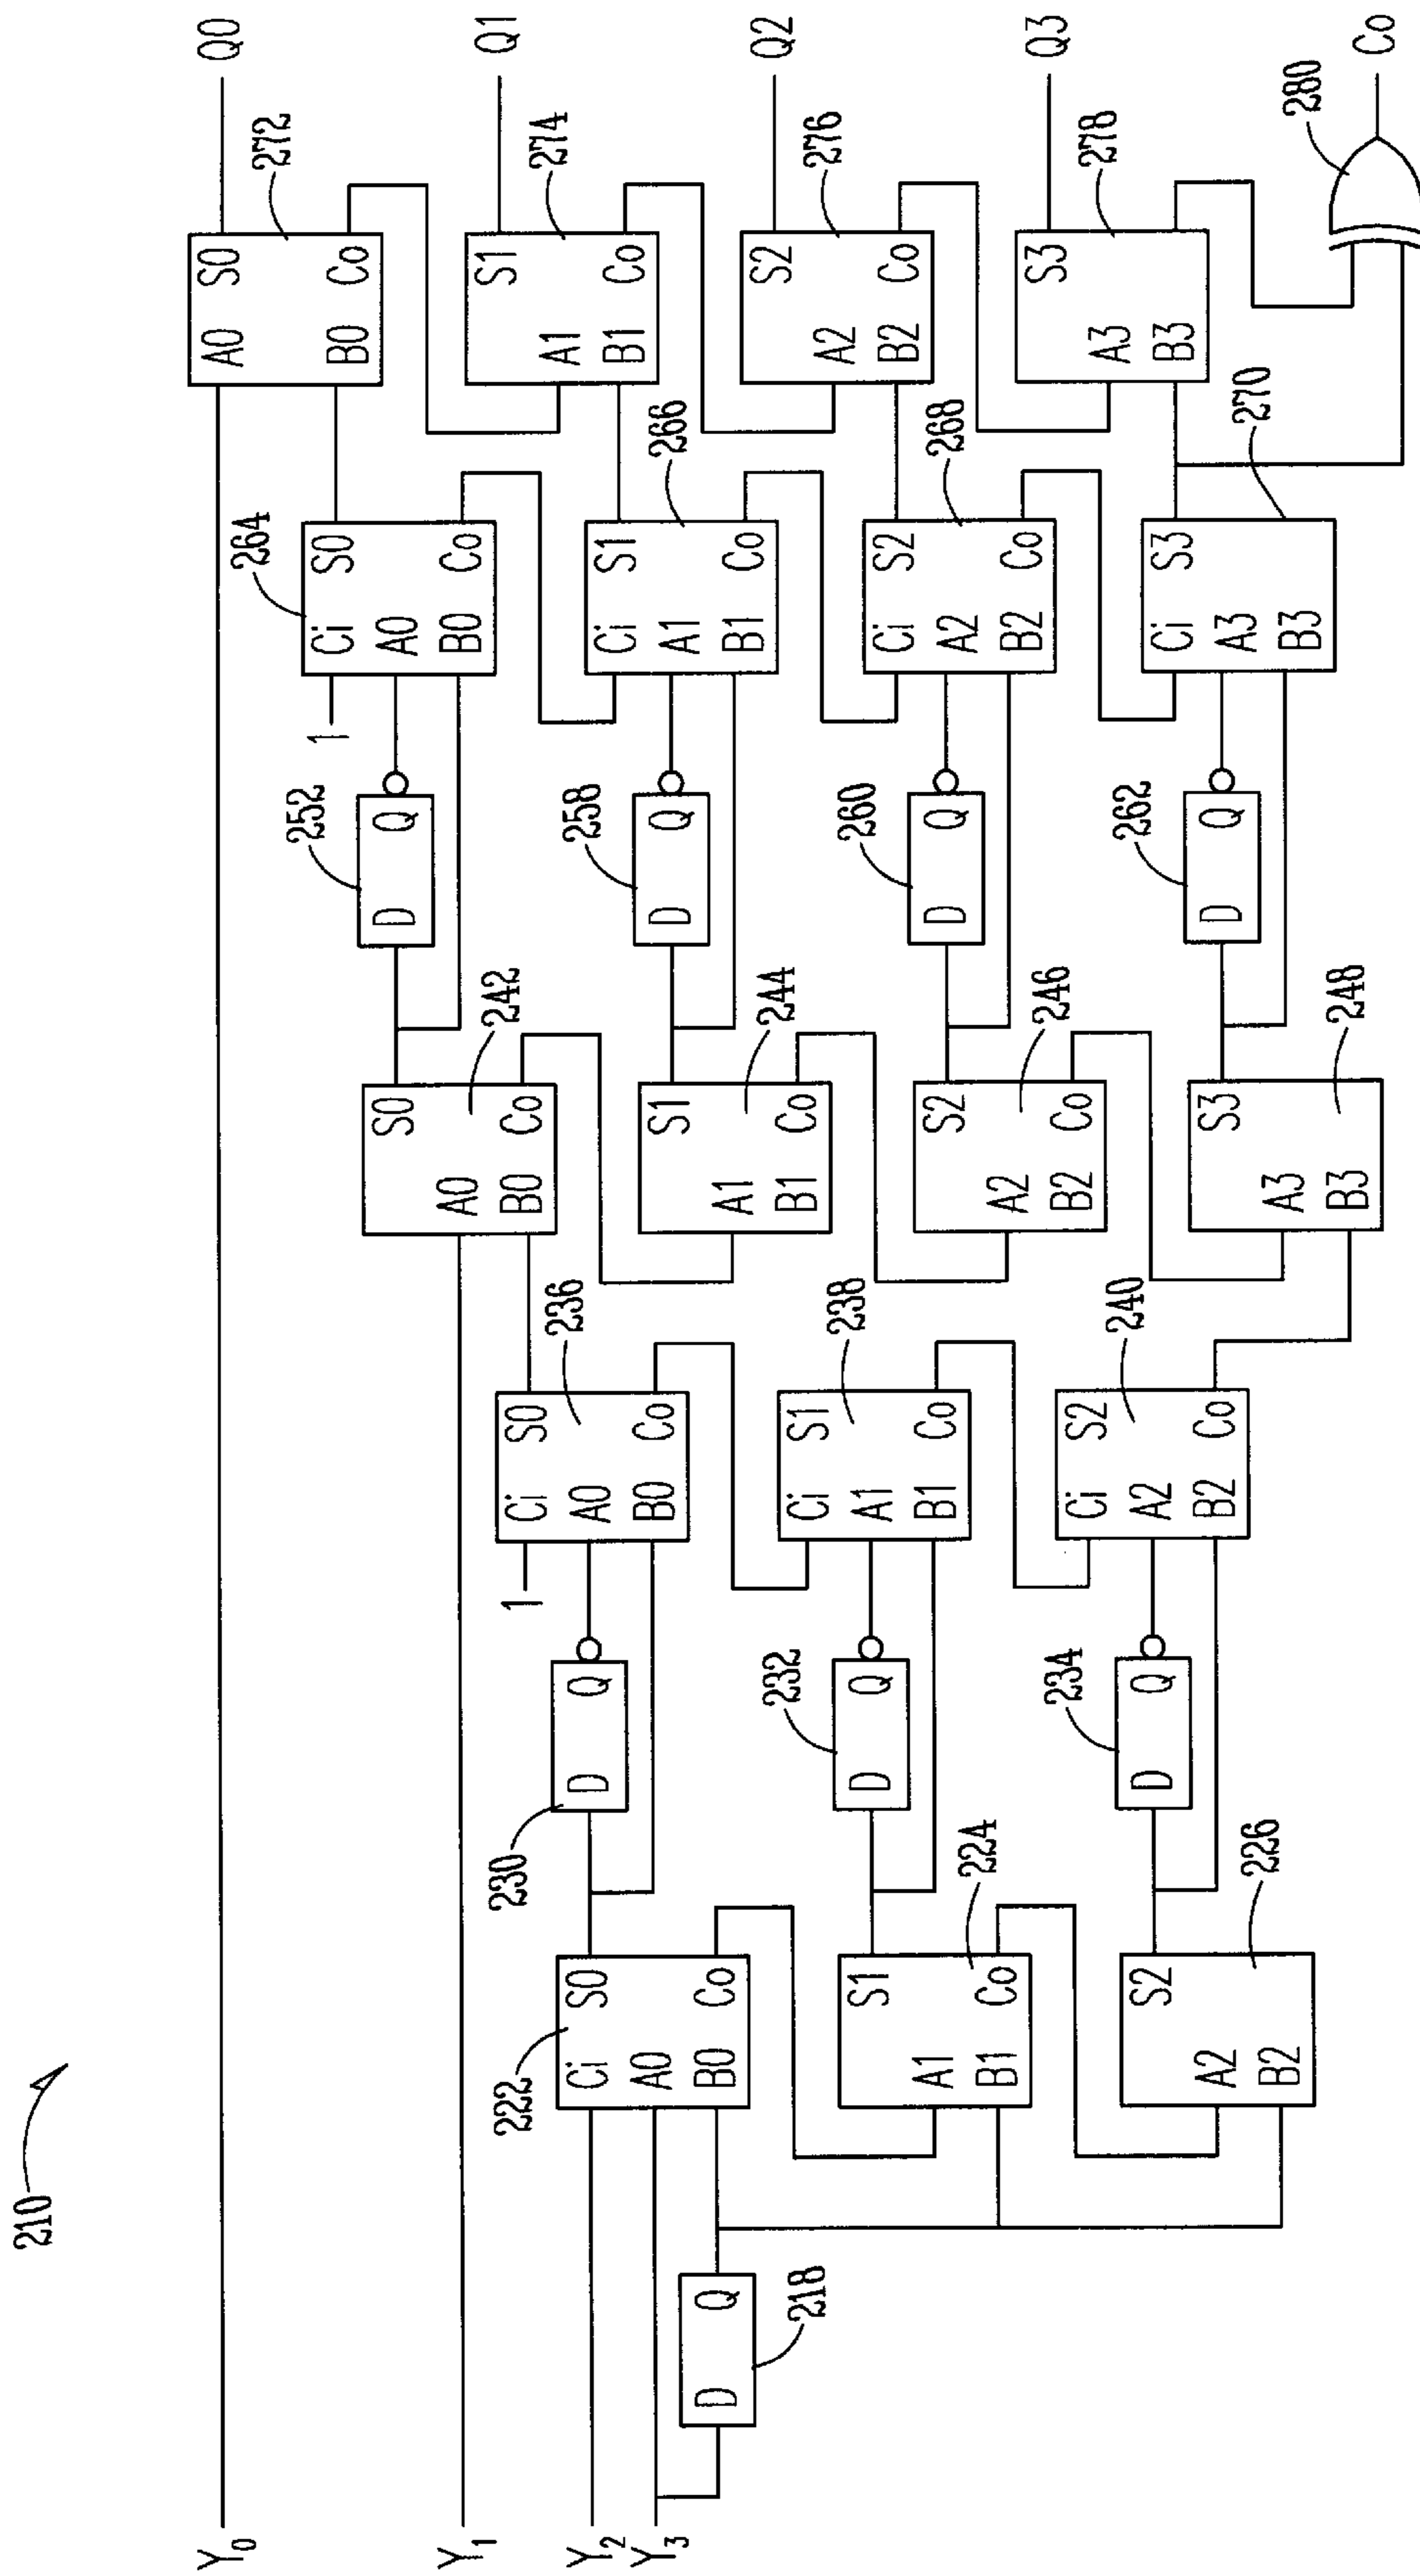 210
Y0
Y1
Y2
Y3
D Q
218
222
Ci S0
A0
B0 Co
S1
A1
B1 Co
224
S2
A2
B2
226
230
D Q
232
D Q
234
D Q
1
Ci S0
A0
B0 Co
236
Ci S1
A1
B1 Co
238
Ci S2
A2
B2 Co
240
S0
A0
B0 Co
242
S1
A1
B1 Co
244
S2
A2
B2 Co
246
S3
A3
B3
248
252
D Q
258
D Q
260
D Q
262
D Q
1
264
Ci S0
A0
B0 Co
266
Ci S1
A1
B1 Co
268
Ci S2
A2
B2 Co
270
Ci S3
A3
B3
A0 S0
B0 Co
272
S1
A1
B1 Co
274
S2
A2
B2 Co
276
S3
A3
B3
278
280
Q0
Q1
Q2
Q3
Co